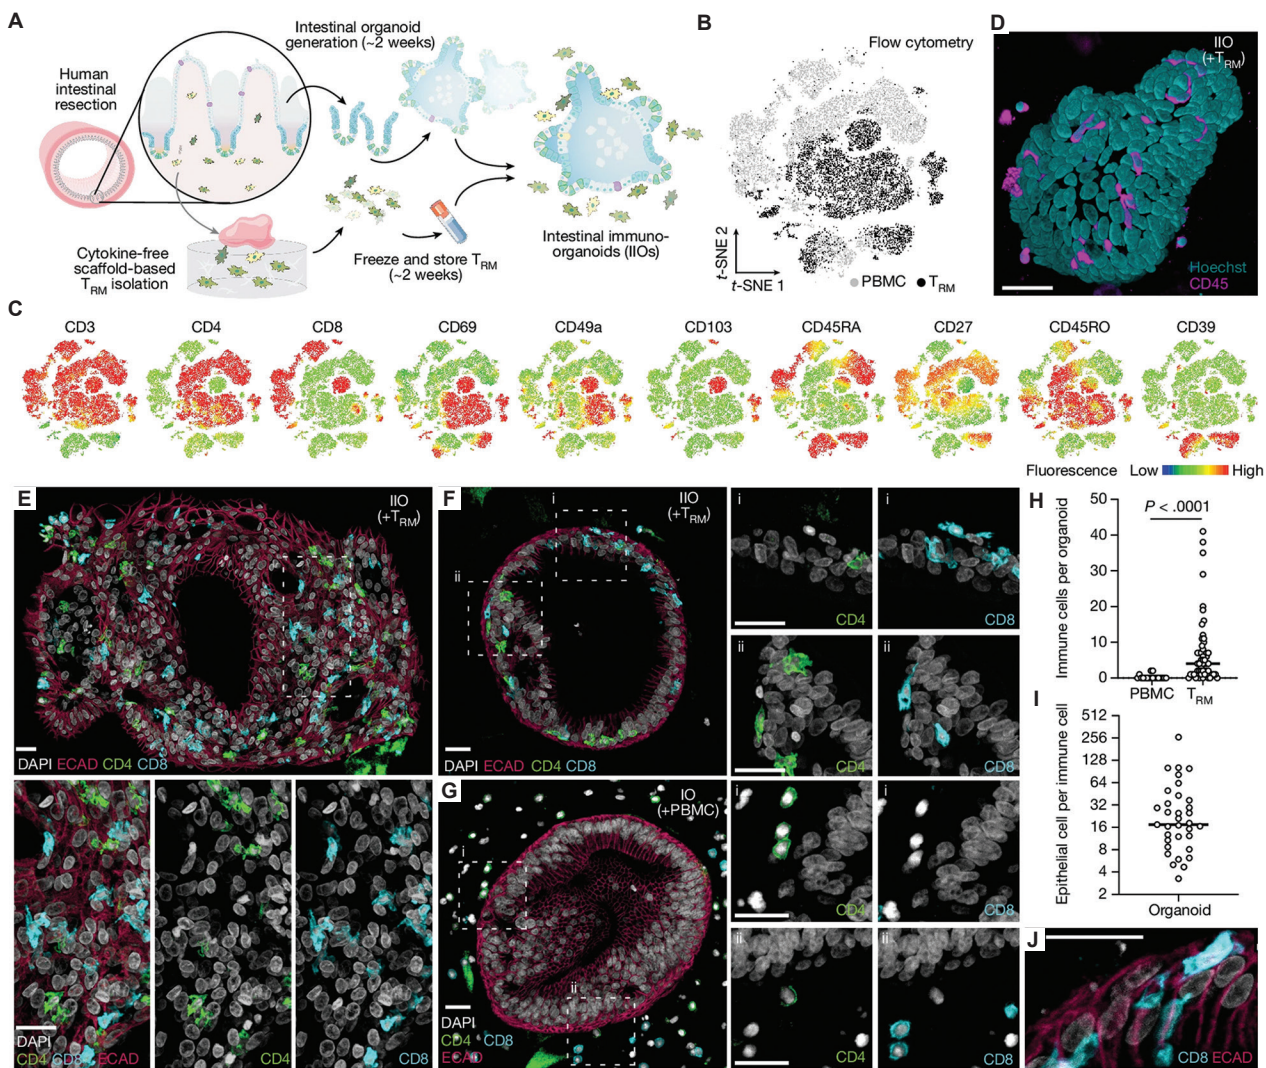 A
Human
intestinal
resection
Intestinal organoid
generation (~2 weeks)
Cytokine-free
scaffold-based
TRM isolation
Freeze and store TRM
(~2 weeks)
Intestinal immuno-
organoids (IIOs)
B
Flow cytometry
t-SNE 2
t-SNE 1
PBMC TRM
D
IIO
(+TRM)
Hoechst
CD45
C
CD3 CD4 CD8 CD69 CD49a CD103 CD45RA CD27 CD45RO CD39
Fluorescence Low High
E
IIO
(+TRM)
DAPI ECAD CD4 CD8
DAPI
CD4 CD8 ECAD
CD4
CD8
F
IIO
(+TRM)
i
ii
DAPI ECAD CD4 CD8
i
CD4
i
CD8
ii
CD4
ii
CD8
G
IO
(+PBMC)
i
ii
DAPI
CD4 CD8
ECAD
i
CD4
i
CD8
ii
CD4
ii
CD8
H
Immune cells per organoid
50
40
30
20
10
0
P < .0001
PBMC TRM
I
Epithelial cell per immune cell
512
256
128
64
32
16
8
4
2
Organoid
J
CD8 ECAD